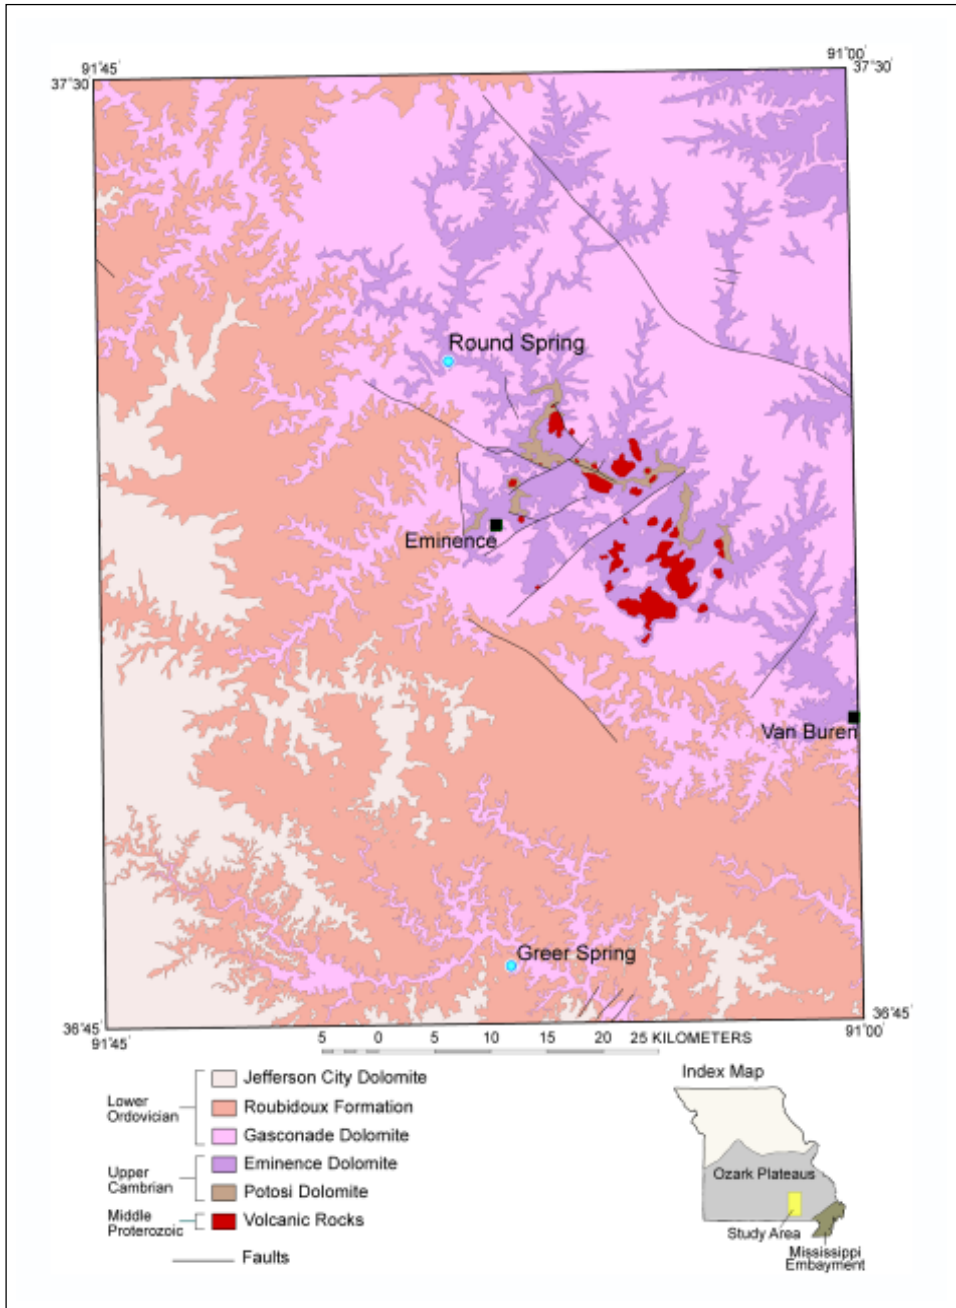 91°45'
91°00'
37°30'
37°30'
Round Spring
Eminence
Van Buren
Greer Spring
36°45'
36°45'
91°45'
91°00'
5 0 5 10 15 20 25 KILOMETERS
Lower
Ordovician
Jefferson City Dolomite
Roubidoux Formation
Gasconade Dolomite
Upper
Cambrian
Eminence Dolomite
Potosi Dolomite
Middle
Proterozoic
Volcanic Rocks
Faults
Index Map
Ozark Plateaus
Study Area
Mississippi
Embayment